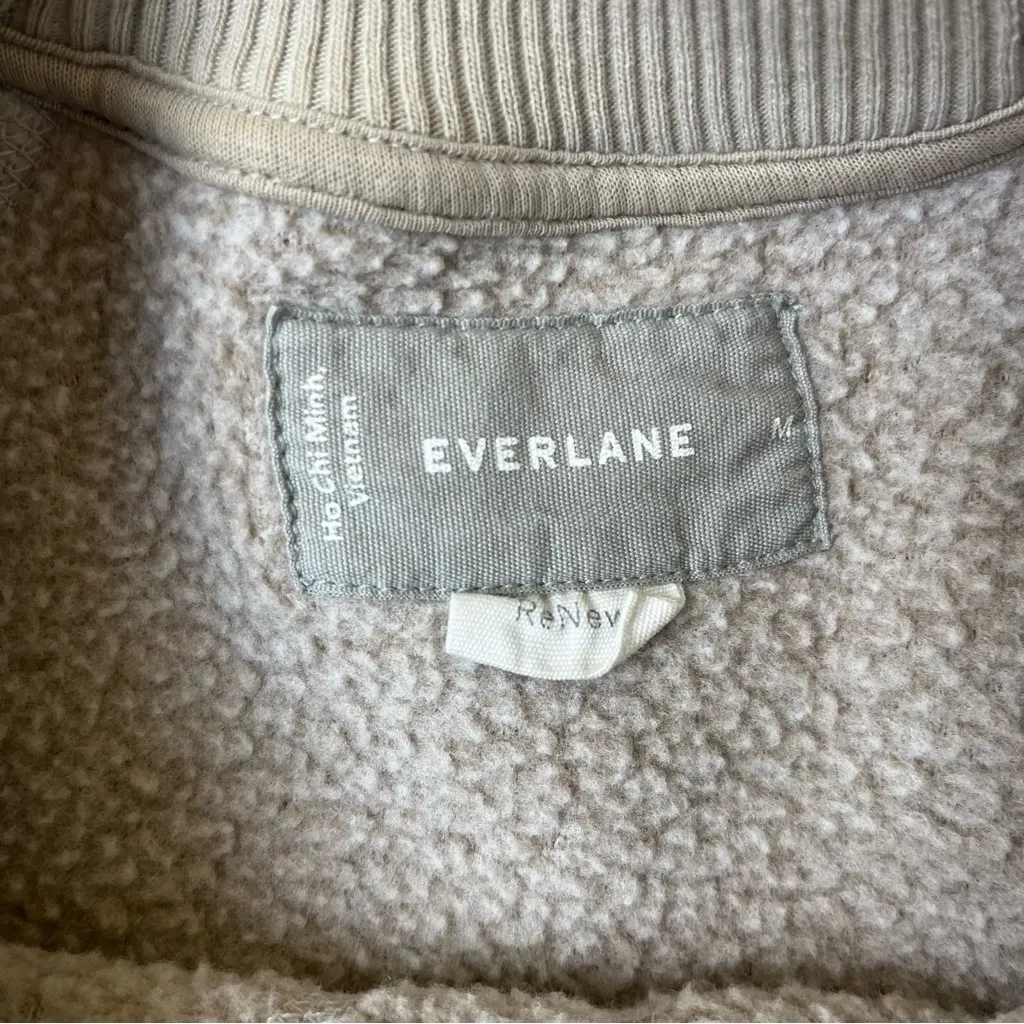 Ho Chi Minh,
Vietnam
EVERLANE
M
ReNew